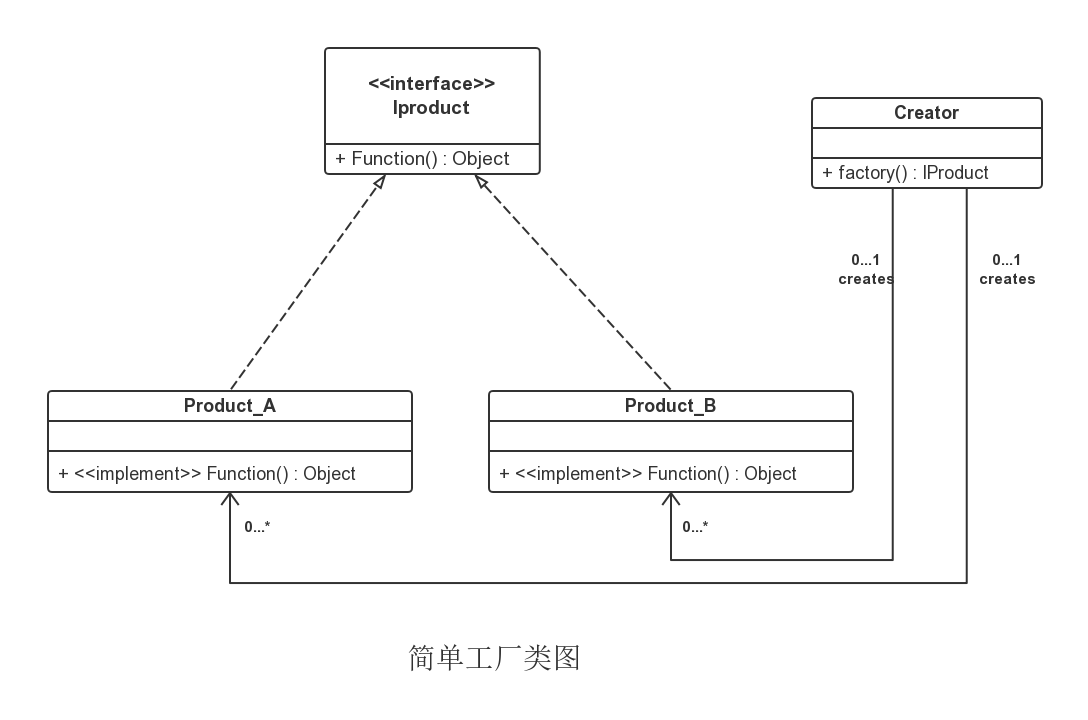 <<interface>>
Iproduct
+ Function() : Object
Creator
+ factory() : IProduct
0...1
creates
0...1
creates
Product_A
+ <<implement>> Function() : Object
Product_B
+ <<implement>> Function() : Object
0...*
0...*
简单工厂类图